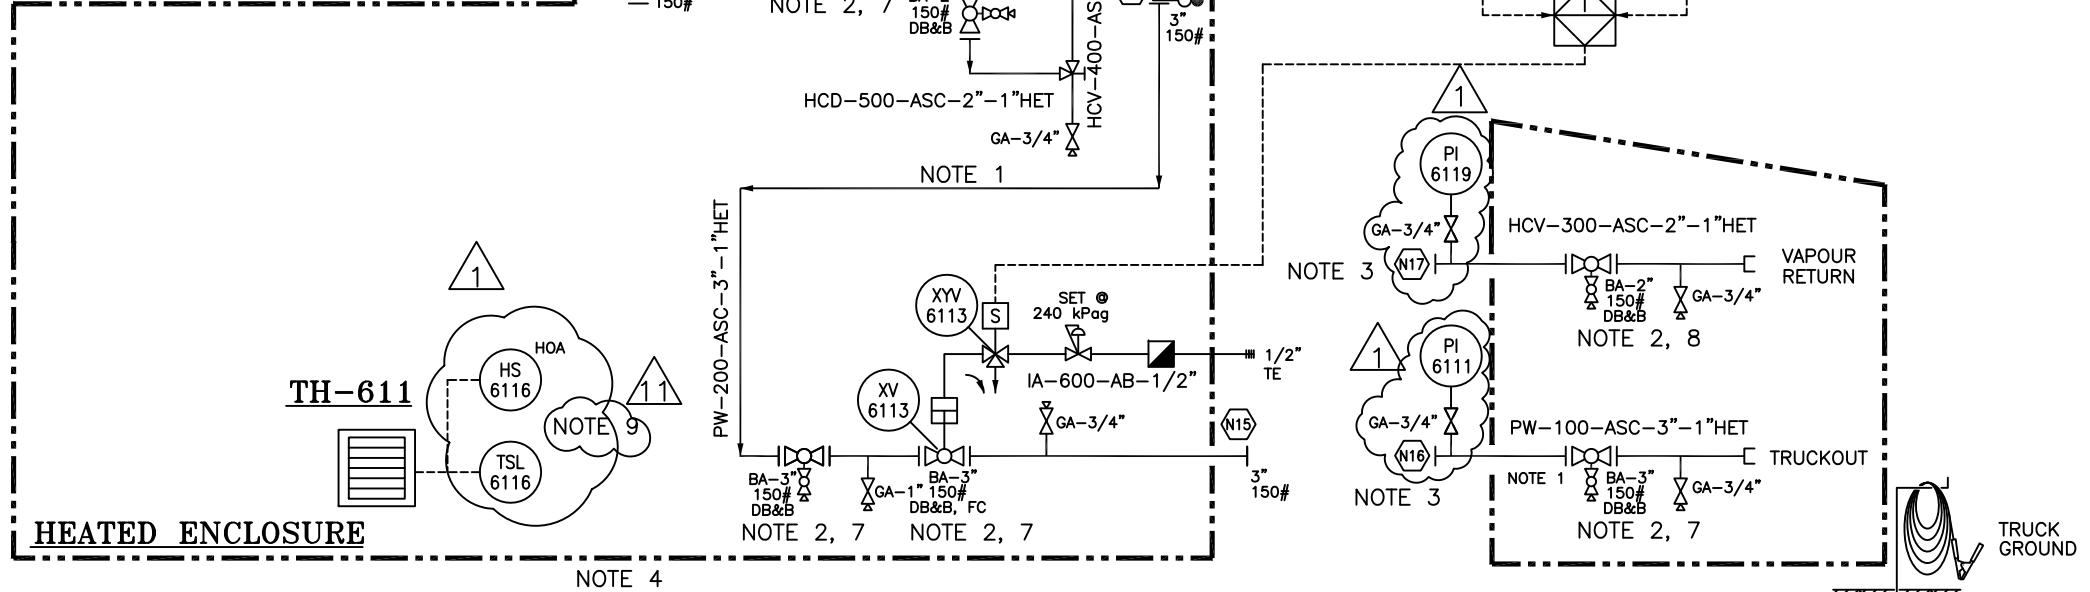 150#
NOTE 2, 7
150#
DB&B
HCV-400-AS
3"
150#
HCD-500-ASC-2"-1"HET
GA-3/4"
NOTE 1
1
PI
6119
GA-3/4"
HCV-300-ASC-2"-1"HET
NOTE 3
N17
VAPOUR
RETURN
BA-2"
150#
DB&B
GA-3/4"
NOTE 2, 8
PW-200-ASC-3"-1"HET
1
XYV
6113
S
SET @
240 kPag
1/2"
TE
IA-600-AB-1/2"
1
PI
6111
GA-3/4"
HOA
HS
6116
TH-611
11
NOTE 9
TSL
6116
XV
6113
GA-3/4"
N15
3"
150#
PW-100-ASC-3"-1"HET
N16
NOTE 3
NOTE 1
BA-3"
150#
DB&B
GA-3/4"
TRUCKOUT
NOTE 2, 7
BA-3"
150#
DB&B
NOTE 2, 7
GA-1"
BA-3"
150#
DB&B, FC
NOTE 2, 7
HEATED ENCLOSURE
NOTE 4
TRUCK
GROUND